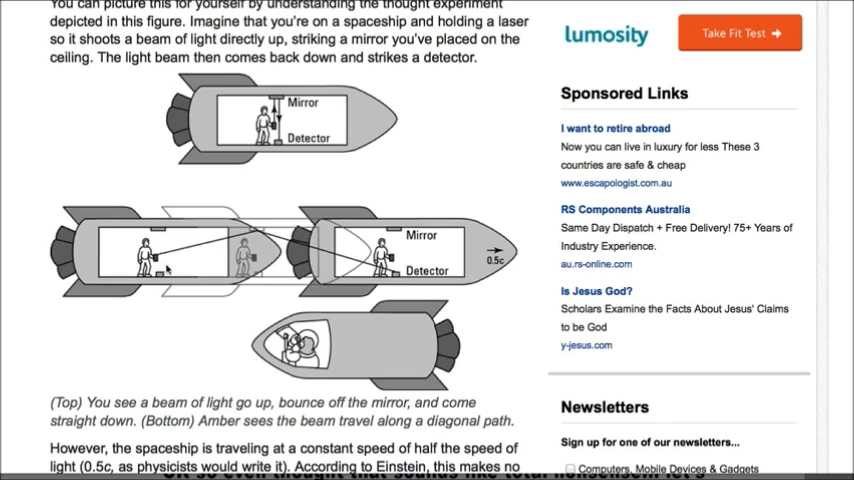 You can picture this for yourself by understanding the thought experiment
depicted in this figure. Imagine that you're on a spaceship and holding a laser
so it shoots a beam of light directly up, striking a mirror you've placed on the
ceiling. The light beam then comes back down and strikes a detector.
Mirror
Detector
Mirror
0.5c
Detector
(Top) You see a beam of light go up, bounce off the mirror, and come
straight down. (Bottom) Amber sees the beam travel along a diagonal path.
However, the spaceship is traveling at a constant speed of half the speed of
light (0.5c, as physicists would write it). According to Einstein, this makes no
lumosity
Take Fit Test →
Sponsored Links
I want to retire abroad
Now you can live in luxury for less These 3
countries are safe & cheap
www.escapologist.com.au
RS Components Australia
Same Day Dispatch + Free Delivery! 75+ Years of
Industry Experience.
au.rs-online.com
Is Jesus God?
Scholars Examine the Facts About Jesus' Claims
to be God
y-jesus.com
Newsletters
Sign up for one of our newsletters...
Computers, Mobile Devices & Gadgets